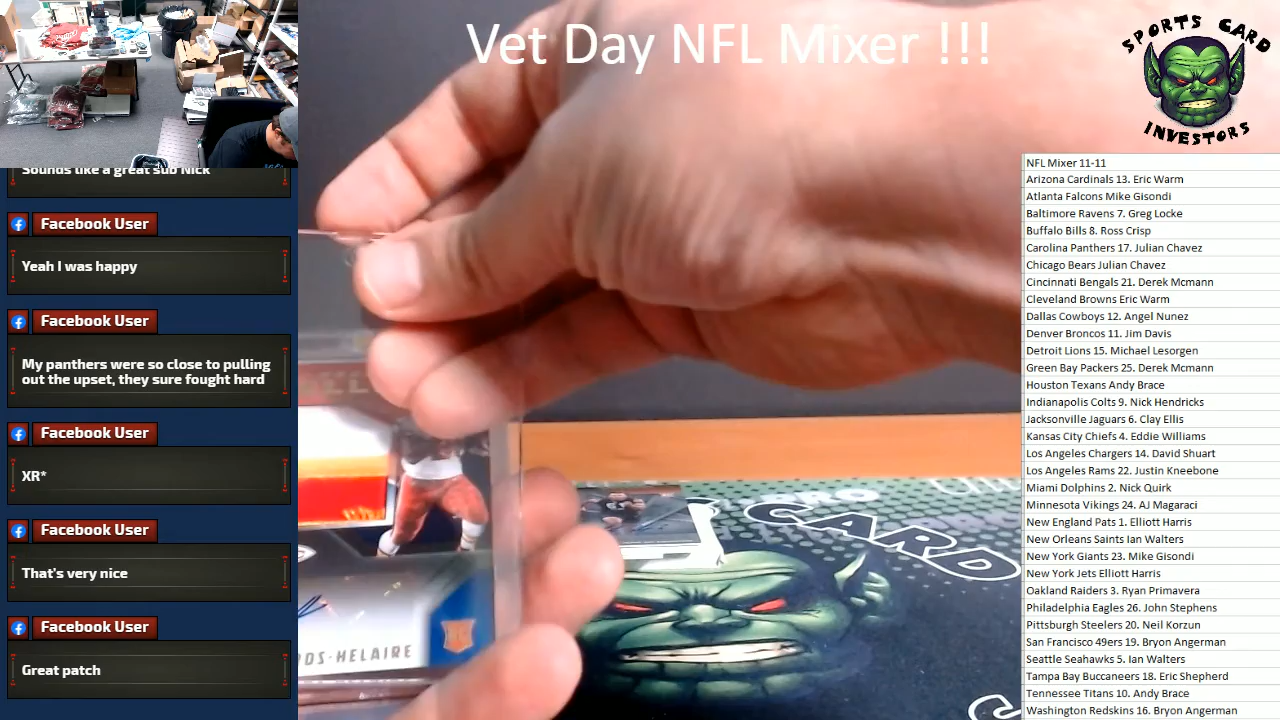 Vet Day NFL Mixer !!!
SPORTS CARD
INVESTORS
Sounds like a great sub Nick
Facebook User
Yeah I was happy
Facebook User
My panthers were so close to pulling
out the upset, they sure fought hard
Facebook User
XR*
Facebook User
That's very nice
Facebook User
Great patch
CARD
DS-HELAIRE
NFL Mixer 11-11
Arizona Cardinals 13. Eric Warm
Atlanta Falcons Mike Gisondi
Baltimore Ravens 7. Greg Locke
Buffalo Bills 8. Ross Crisp
Carolina Panthers 17. Julian Chavez
Chicago Bears Julian Chavez
Cincinnati Bengals 21. Derek Mcmann
Cleveland Browns Eric Warm
Dallas Cowboys 12. Angel Nunez
Denver Broncos 11. Jim Davis
Detroit Lions 15. Michael Lesorgen
Green Bay Packers 25. Derek Mcmann
Houston Texans Andy Brace
Indianapolis Colts 9. Nick Hendricks
Jacksonville Jaguars 6. Clay Ellis
Kansas City Chiefs 4. Eddie Williams
Los Angeles Chargers 14. David Shuart
Los Angeles Rams 22. Justin Kneebone
Miami Dolphins 2. Nick Quirk
Minnesota Vikings 24. AJ Magaraci
New England Pats 1. Elliott Harris
New Orleans Saints Ian Walters
New York Giants 23. Mike Gisondi
New York Jets Elliott Harris
Oakland Raiders 3. Ryan Primavera
Philadelphia Eagles 26. John Stephens
Pittsburgh Steelers 20. Neil Korzun
San Francisco 49ers 19. Bryon Angerman
Seattle Seahawks 5. Ian Walters
Tampa Bay Buccaneers 18. Eric Shepherd
Tennessee Titans 10. Andy Brace
Washington Redskins 16. Bryon Angerman